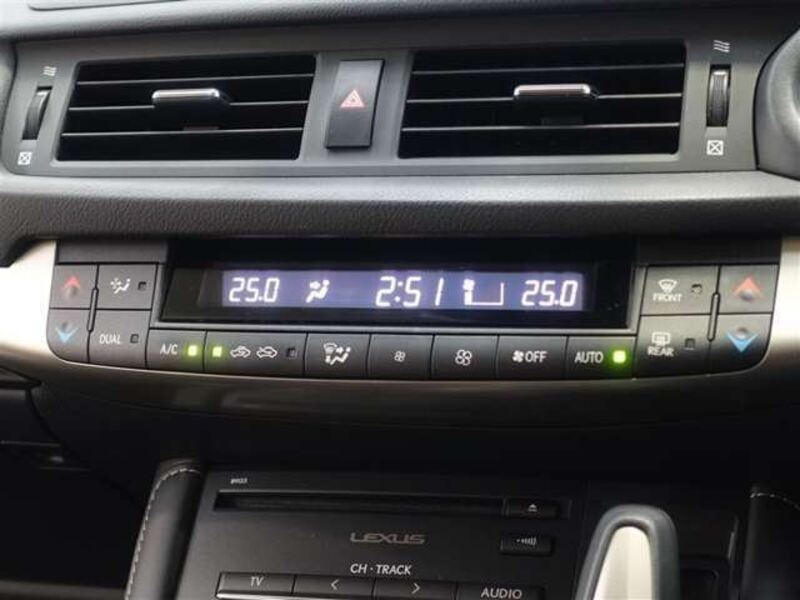 25.0 2:51 25.0
FRONT
DUAL
A/C OFF AUTO REAR
LEXUS
CH · TRACK
TV < > AUDIO